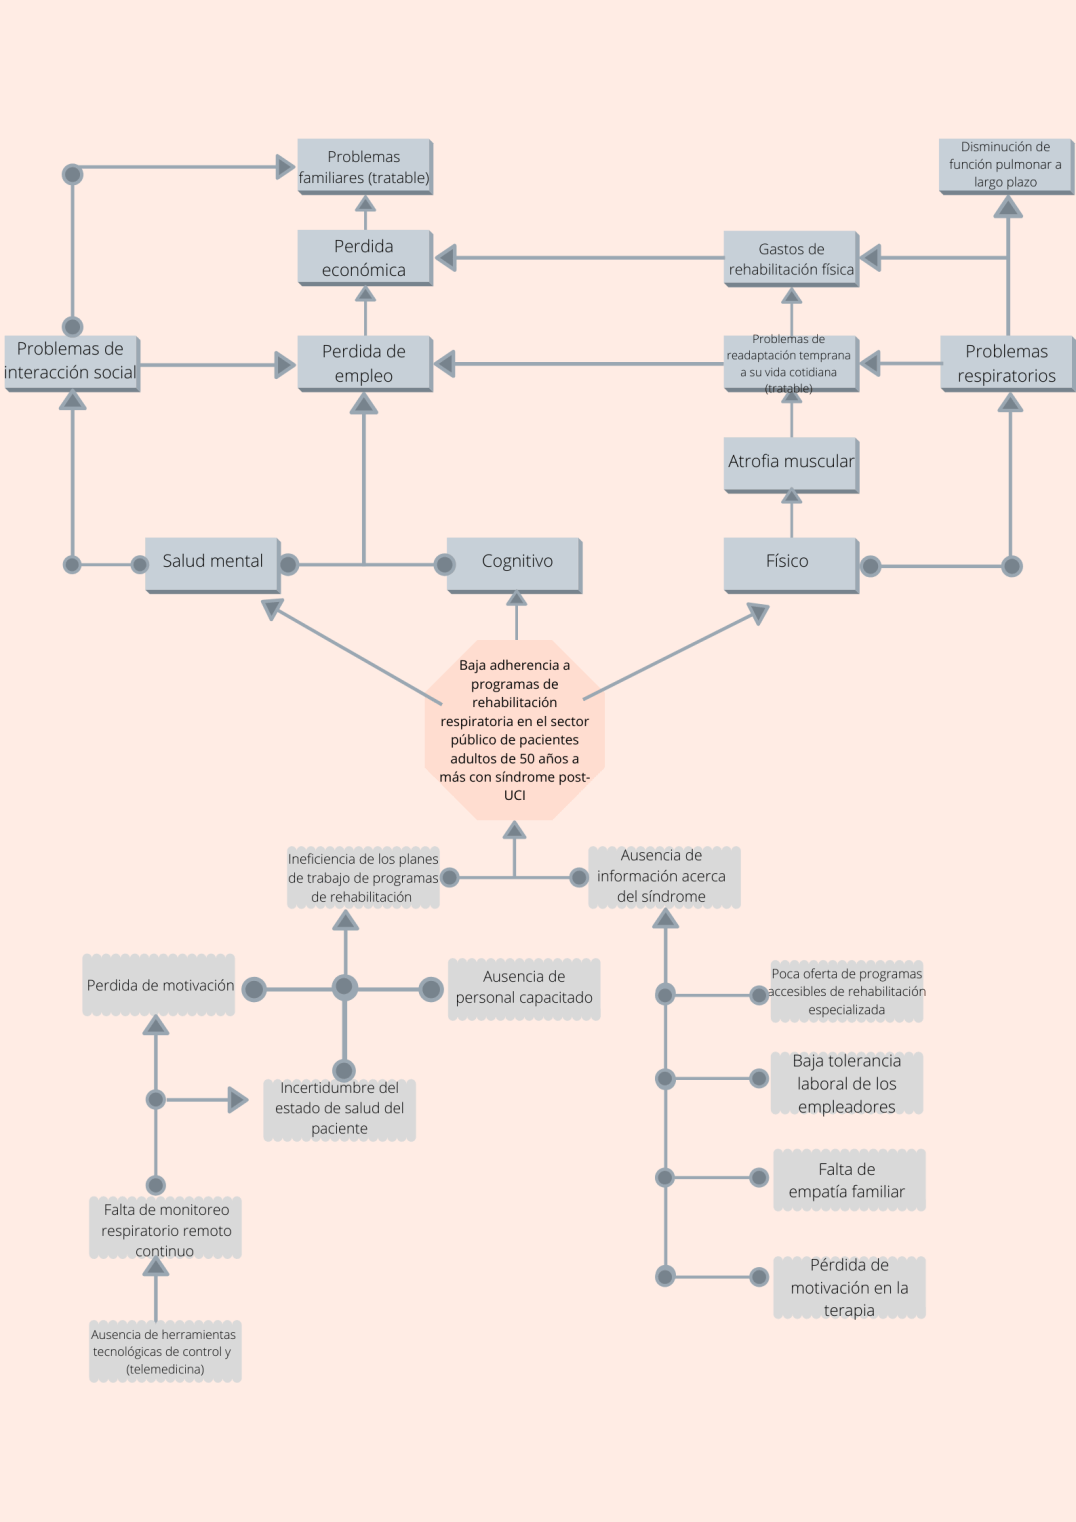 Problemas
familiares (tratable)
Disminución de
función pulmonar a
largo plazo
Perdida
económica
Gastos de
rehabilitación física
Problemas de
interacción social
Perdida de
empleo
Problemas de
readaptación temprana
a su vida cotidiana
(tratable)
Problemas
respiratorios
Atrofia muscular
Salud mental
Cognitivo
Físico
Baja adherencia a
programas de
rehabilitación
respiratoria en el sector
público de pacientes
adultos de 50 años a
más con síndrome post-
UCI
Ineficiencia de los planes
de trabajo de programas
de rehabilitación
Ausencia de
información acerca
del síndrome
Perdida de motivación
Ausencia de
personal capacitado
Poca oferta de programas
accesibles de rehabilitación
especializada
Incertidumbre del
estado de salud del
paciente
Baja tolerancia
laboral de los
empleadores
Falta de
empatía familiar
Falta de monitoreo
respiratorio remoto
continuo
Pérdida de
motivación en la
terapia
Ausencia de herramientas
tecnológicas de control y
(telemedicina)